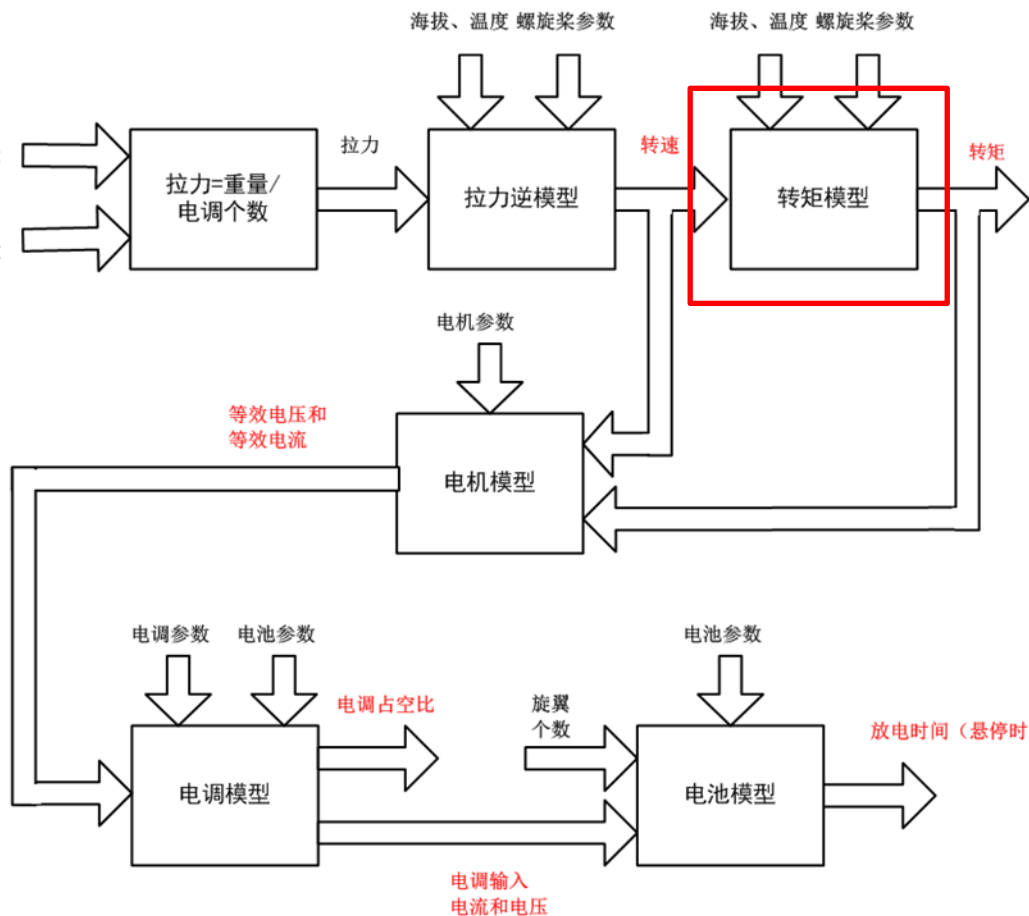 海拔、温度 螺旋桨参数
海拔、温度 螺旋桨参数
拉力=重量/
电调个数
拉力
拉力逆模型
转速
转矩模型
转矩
电机参数
等效电压和
等效电流
电机模型
电调参数
电池参数
电池参数
电调占空比
旋翼
个数
放电时间（悬停时
电调模型
电池模型
电调输入
电流和电压